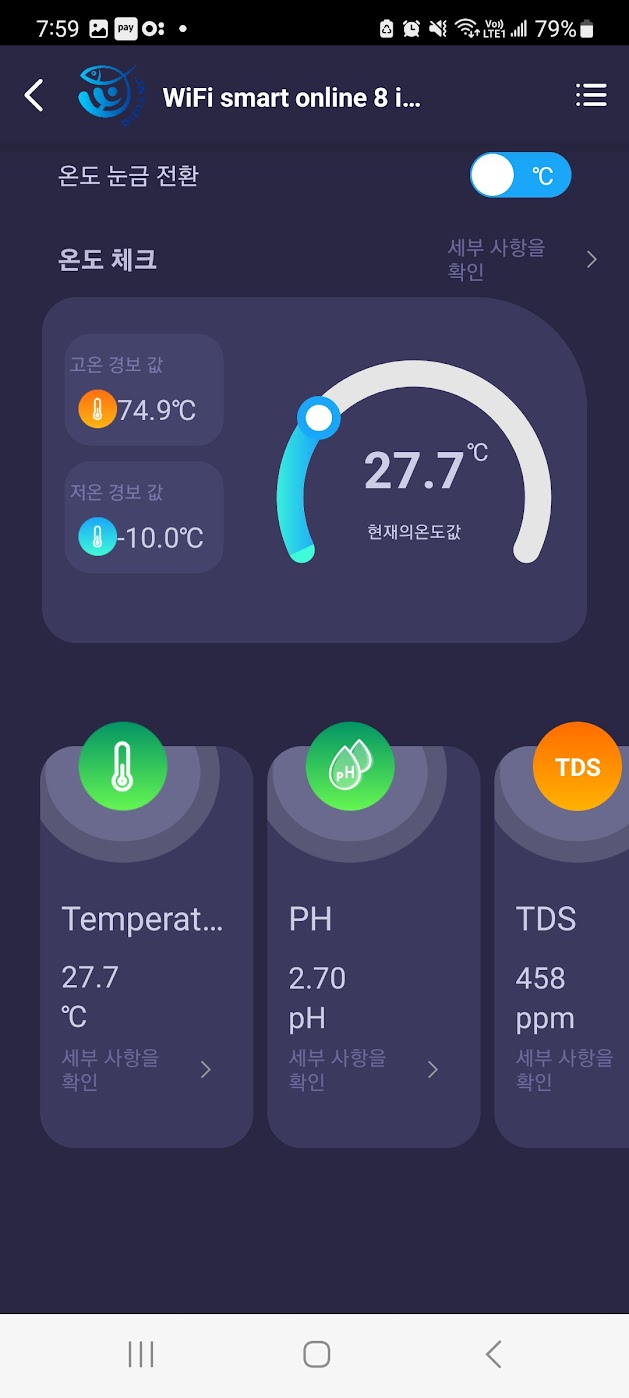 7:59 pay Vo)) LTE1 79%
WiFi smart online 8 i...
온도 눈금 전환
℃
온도 체크
세부 사항을
확인
고온 경보 값
74.9℃
저온 경보 값
-10.0℃
27.7℃
현재의온도값
Temperat...
27.7
℃
세부 사항을
확인
pH
PH
2.70
pH
세부 사항을
확인
TDS
TDS
458
ppm
세부 사항을
확인